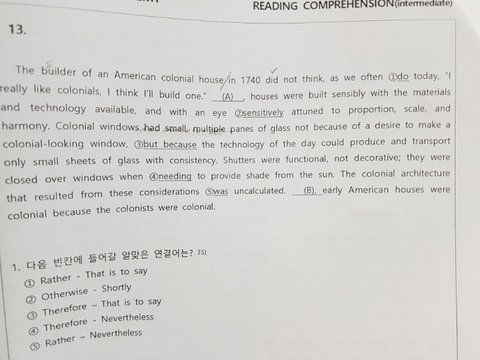 READING COMPREHENSION(intermediate)
13.
The builder of an American colonial house in 1740 did not think, as we often ①do today, "I
really like colonials, I think I'll build one." (A) , houses were built sensibly with the materials
and technology available, and with an eye ②sensitively attuned to proportion, scale, and
harmony. Colonial windows had small, multiple panes of glass not because of a desire to make a
colonial-looking window, ③but because the technology of the day could produce and transport
only small sheets of glass with consistency. Shutters were functional, not decorative; they were
closed over windows when ④needing to provide shade from the sun. The colonial architecture
that resulted from these considerations ⑤was uncalculated. (B), early American houses were
colonial because the colonists were colonial.
1. 다음 빈칸에 들어갈 알맞은 연결어는? 35)
① Rather - That is to say
② Otherwise - Shortly
③ Therefore – That is to say
④ Therefore - Nevertheless
⑤ Rather – Nevertheless